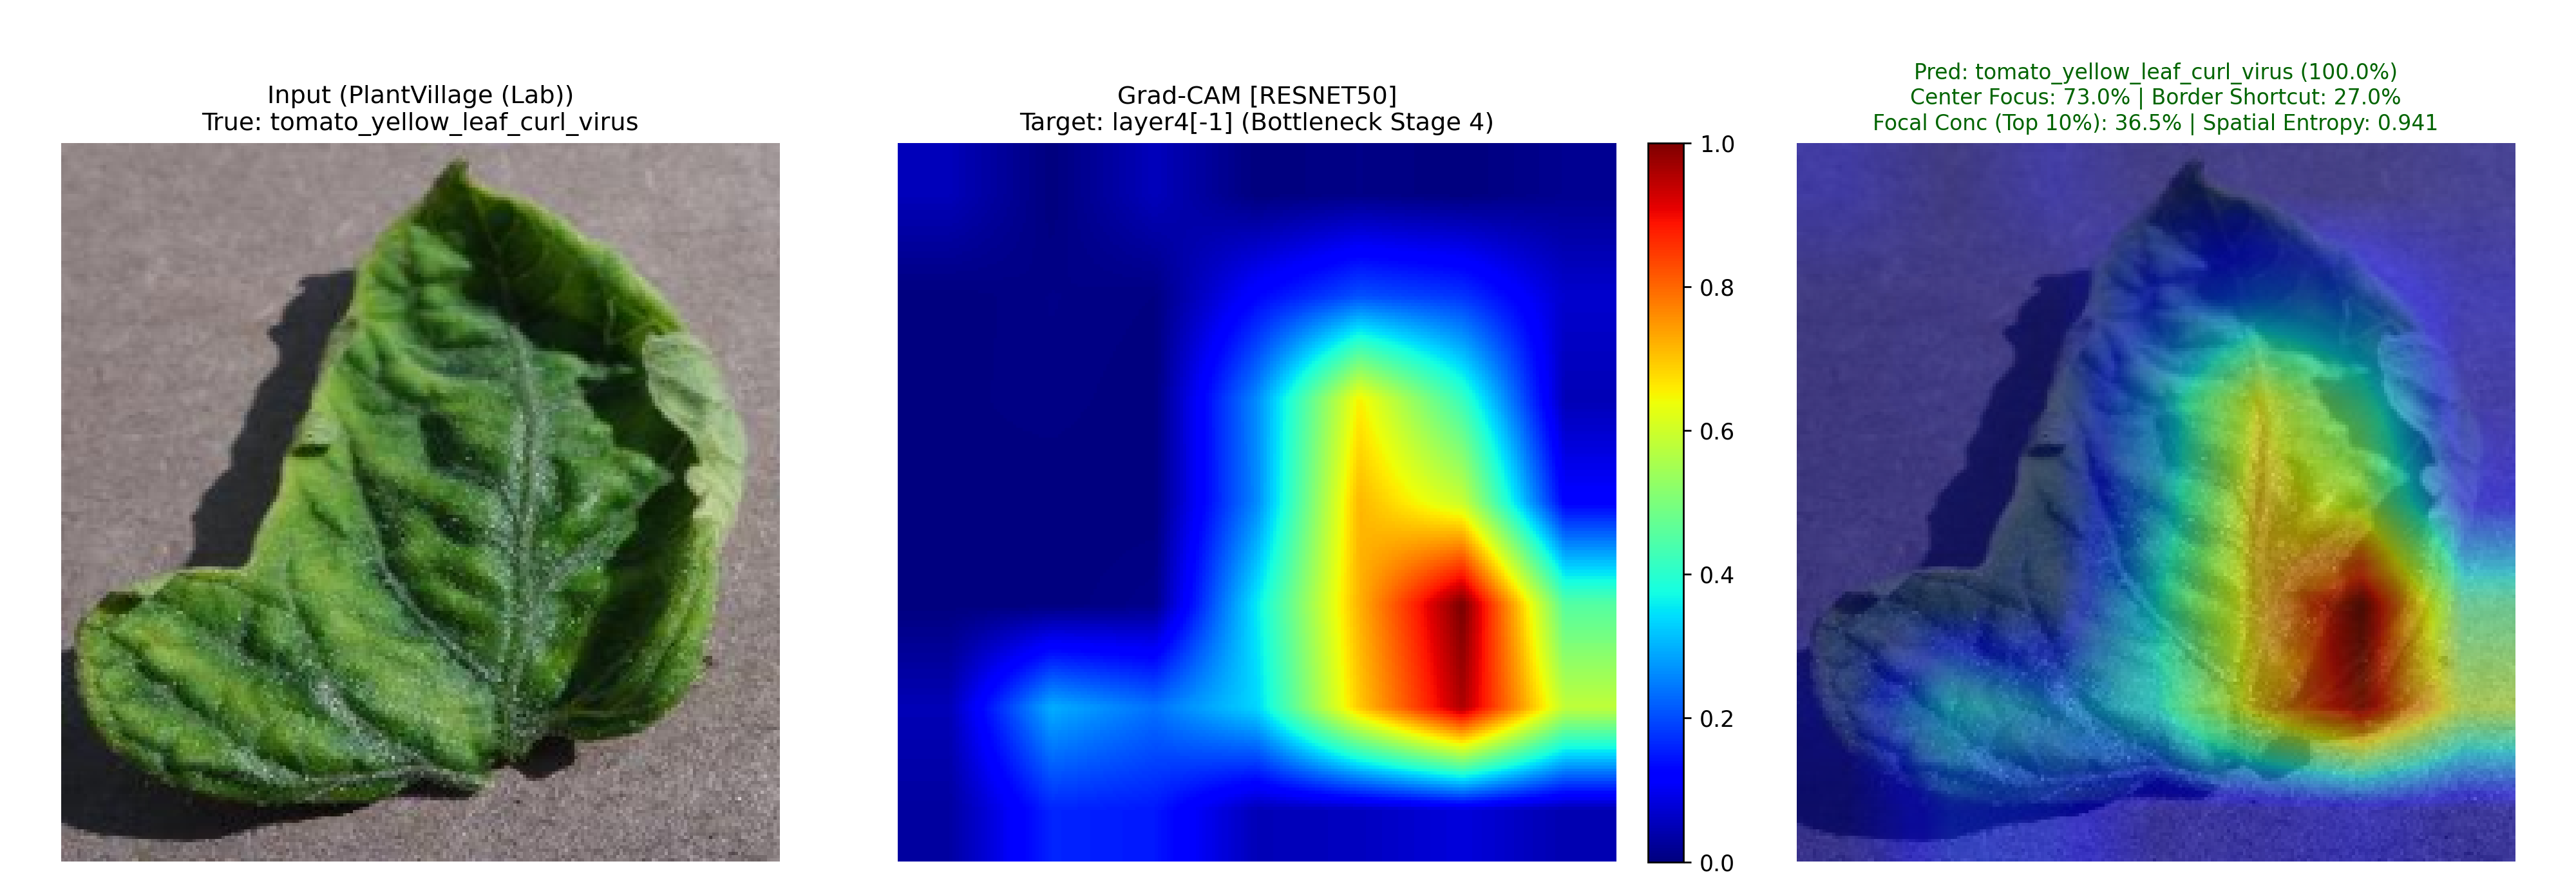 Input (PlantVillage (Lab))
True: tomato_yellow_leaf_curl_virus
Grad-CAM [RESNET50]
Target: layer4[-1] (Bottleneck Stage 4)
1.0
0.8
0.6
0.4
0.2
0.0
Pred: tomato_yellow_leaf_curl_virus (100.0%)
Center Focus: 73.0% | Border Shortcut: 27.0%
Focal Conc (Top 10%): 36.5% | Spatial Entropy: 0.941